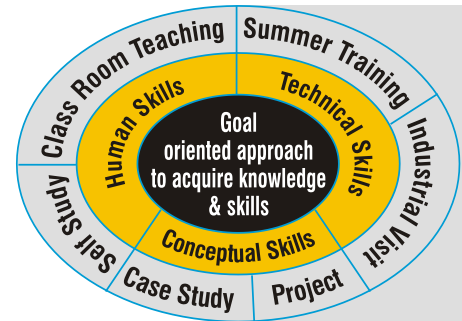 Class Room Teaching
Summer Training
Human Skills
Technical Skills
Goal
oriented approach
to acquire knowledge
& skills
Industrial Visit
Self Study
Conceptual Skills
Case Study
Project